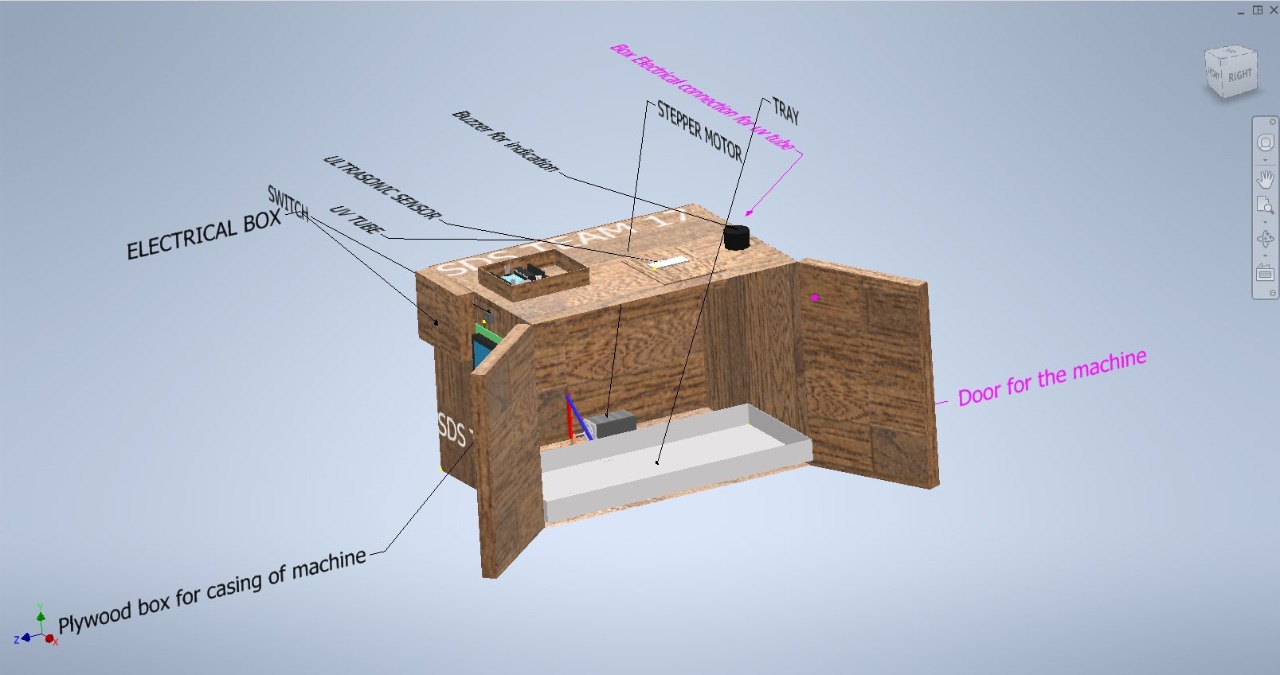 Box Electrical connection for uv tube
TRAY
STEPPER MOTOR
Buzzer for indication
ULTRASONIC SENSOR
SWITCH
UV TUBE
ELECTRICAL BOX
SDS TEAM 17
RIGHT
Door for the machine
SDS
Plywood box for casing of machine
Y
Z
X